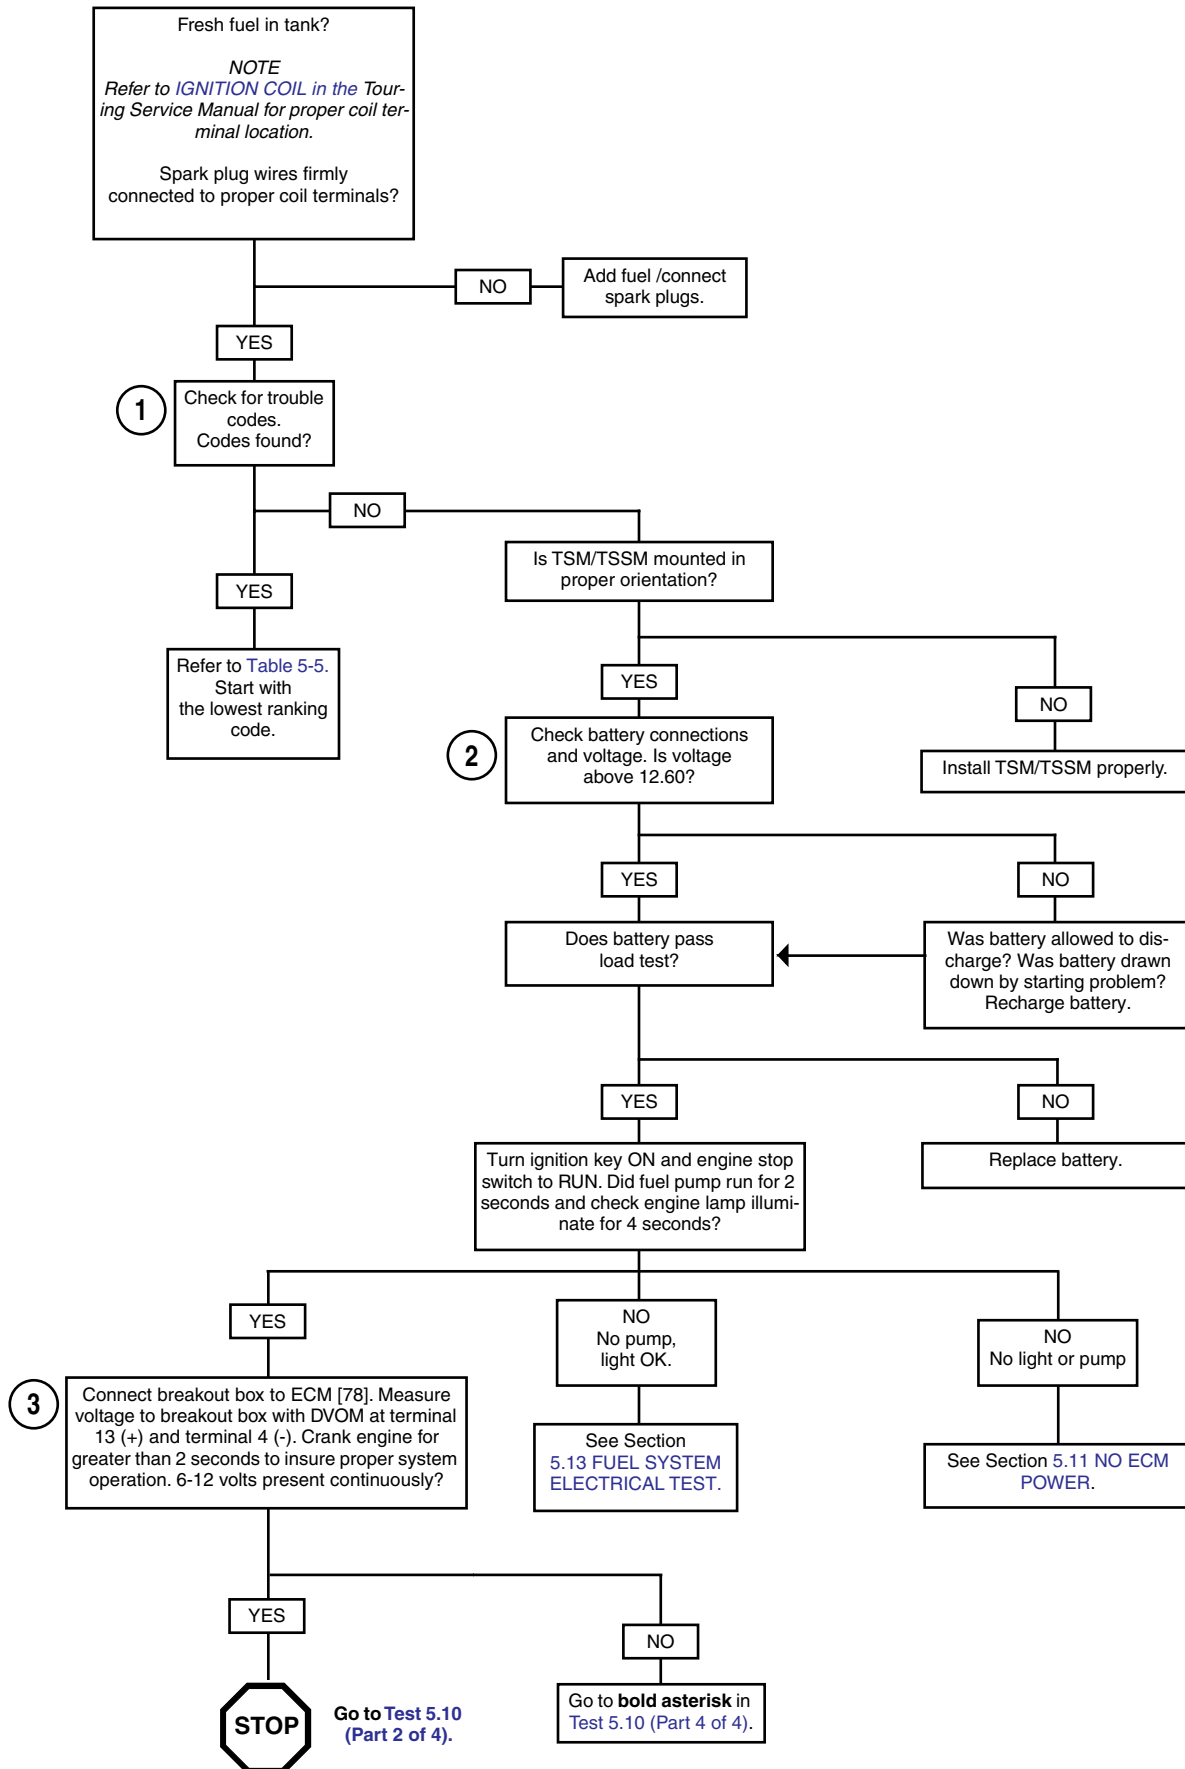 Fresh fuel in tank?
NOTE
Refer to IGNITION COIL in the Tour-
ing Service Manual for proper coil ter-
minal location.
Spark plug wires firmly
connected to proper coil terminals?
NO
Add fuel /connect
spark plugs.
YES
1
Check for trouble
codes.
Codes found?
NO
YES
Refer to Table 5-5.
Start with
the lowest ranking
code.
Is TSM/TSSM mounted in
proper orientation?
YES
NO
Install TSM/TSSM properly.
2
Check battery connections
and voltage. Is voltage
above 12.60?
YES
NO
Does battery pass
load test?
Was battery allowed to dis-
charge? Was battery drawn
down by starting problem?
Recharge battery.
YES
NO
Replace battery.
Turn ignition key ON and engine stop
switch to RUN. Did fuel pump run for 2
seconds and check engine lamp illumi-
nate for 4 seconds?
YES
NO
No pump,
light OK.
NO
No light or pump
3
Connect breakout box to ECM [78]. Measure
voltage to breakout box with DVOM at terminal
13 (+) and terminal 4 (-). Crank engine for
greater than 2 seconds to insure proper system
operation. 6-12 volts present continuously?
See Section
5.13 FUEL SYSTEM
ELECTRICAL TEST.
See Section 5.11 NO ECM
POWER.
YES
NO
STOP
Go to Test 5.10
(Part 2 of 4).
Go to bold asterisk in
Test 5.10 (Part 4 of 4).